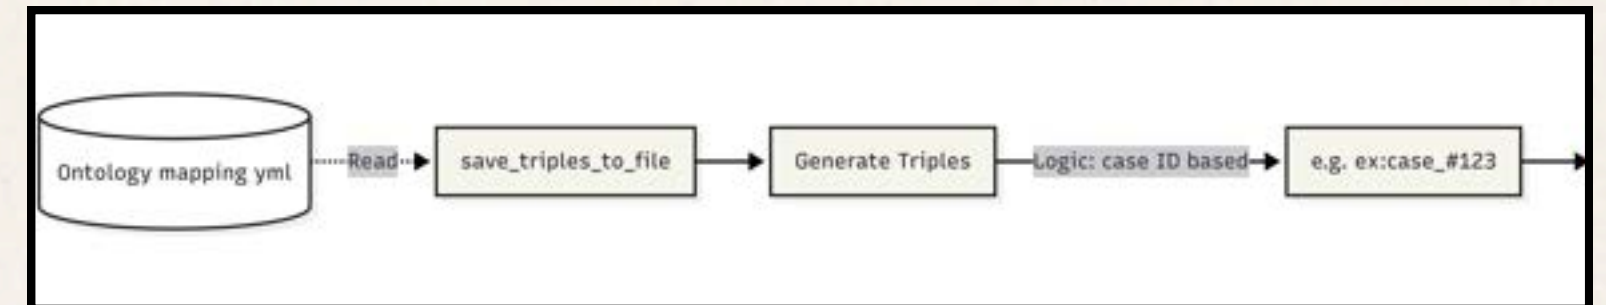 Ontology mapping yml
Read
save_triples_to_file
Generate Triples
Logic: case ID based
e.g. ex:case_#123